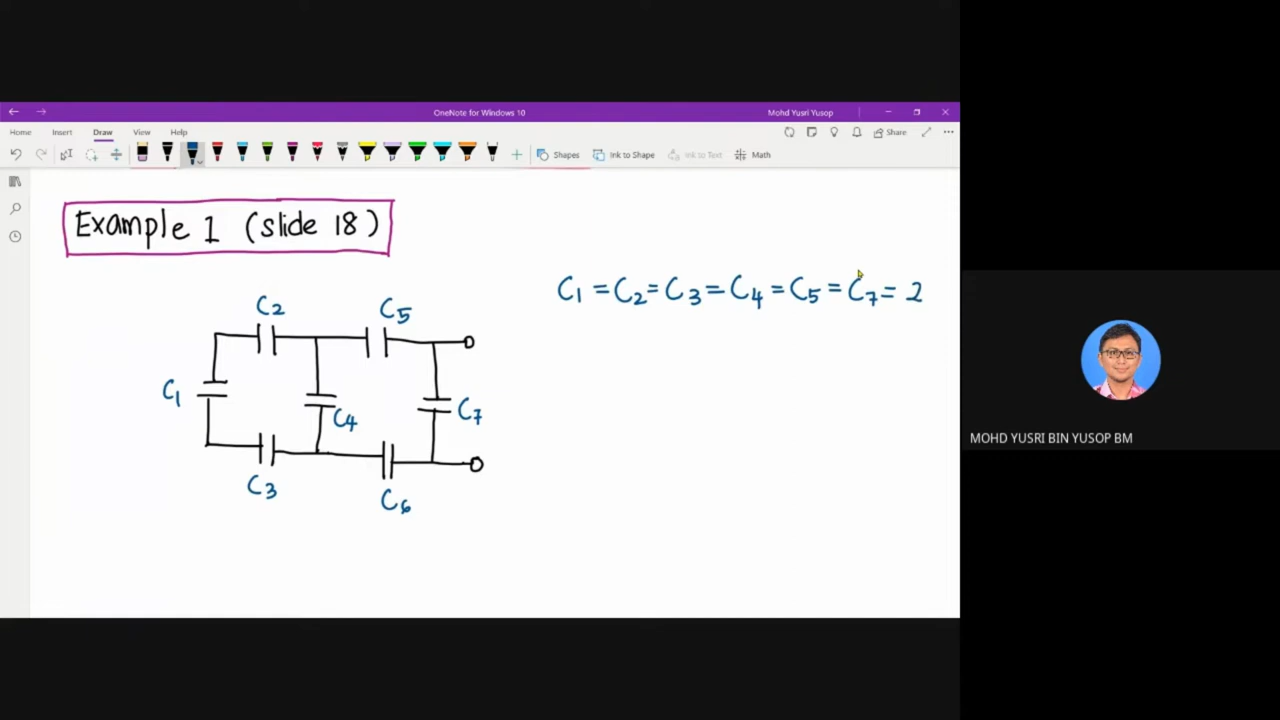 OneNote for Windows 10
Mohd Yusri Yusop
Home Insert Draw View Help
Share
Shapes Ink to Shape Ink to Text Math
Example 1 (slide 18)
C1 = C2 = C3 = C4 = C5 = C7 = 2
C2 C5
C1 C4 C7
C3 C6
MOHD YUSRI BIN YUSOP BM